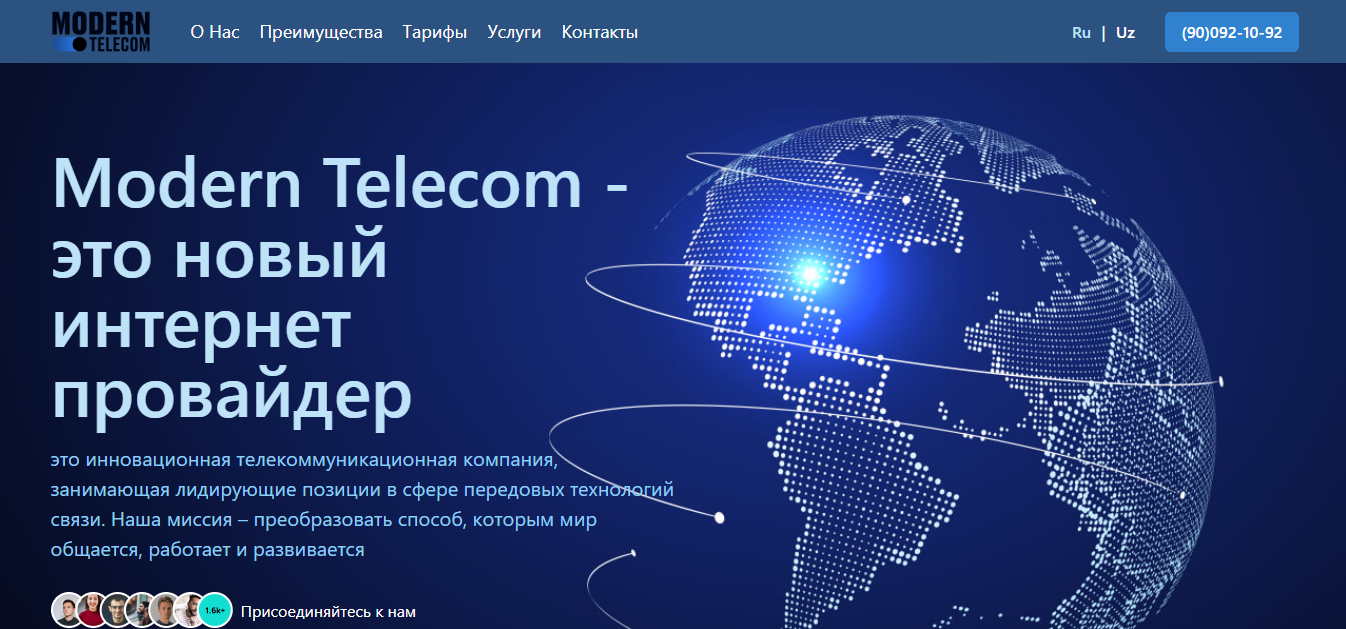 MODERN
TELECOM
О Нас Преимущества Тарифы Услуги Контакты
Ru | Uz
(90)092-10-92
Modern Telecom -
это новый
интернет
провайдер
это инновационная телекоммуникационная компания,
занимающая лидирующие позиции в сфере передовых технологий
связи. Наша миссия – преобразовать способ, которым мир
общается, работает и развивается
1.6k+
Присоединяйтесь к нам